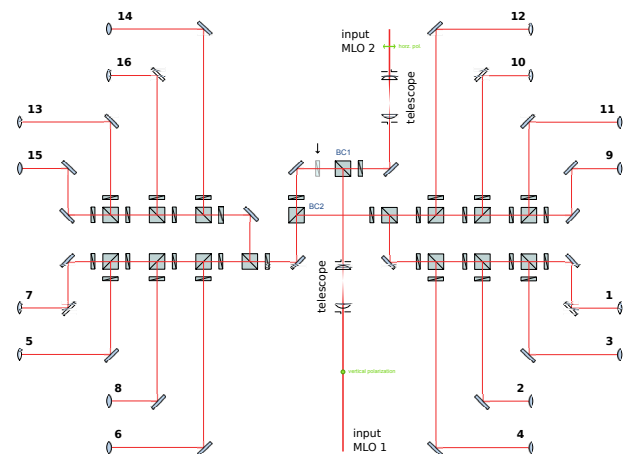 14
input
MLO 2
12
horiz. pol.
16
10
telescope
13
11
BC1
15
9
BC2
telescope
7
1
5
3
vertical polarization
8
2
6
input
MLO 1
4